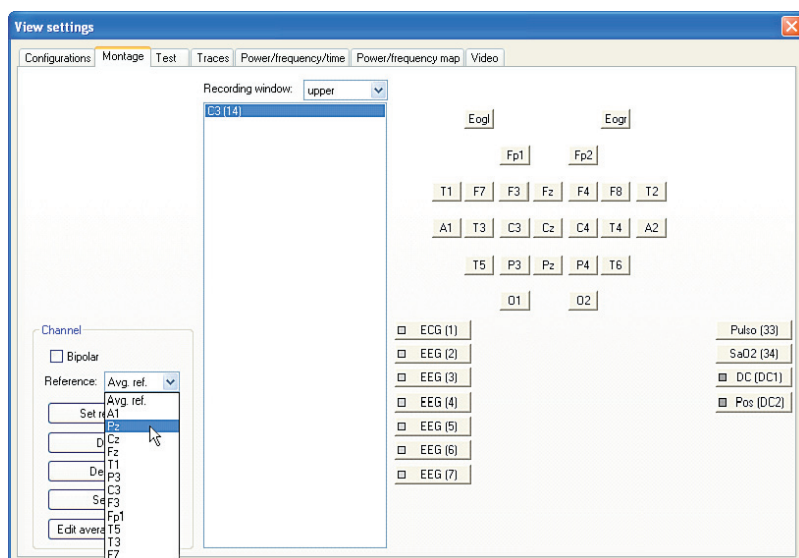 View settings
Configurations Montage Test Traces Power/frequency/time Power/frequency map Video
Recording window: upper
C3 (14)
Eogl Eogr
Fp1 Fp2
T1 F7 F3 Fz F4 F8 T2
A1 T3 C3 Cz C4 T4 A2
T5 P3 Pz P4 T6
O1 O2
ECG (1) Pulso (33)
EEG (2) SaO2 (34)
EEG (3) DC (DC1)
EEG (4) Pos (DC2)
EEG (5)
EEG (6)
EEG (7)
Channel
Bipolar
Reference: Avg. ref.
Avg. ref.
Set r A1
Pz
D Cz
Fz
De T1
P3
C3
Se F3
Fp1
Edit avera T5
T3
F7